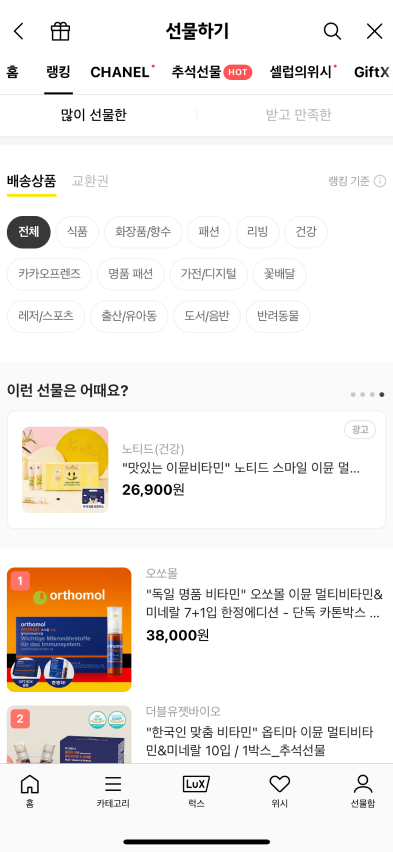 선물하기
홈 랭킹 CHANEL 추석선물 HOT 셀럽의위시 GiftX
많이 선물한 받고 만족한
배송상품 교환권 랭킹 기준
전체 식품 화장품/향수 패션 리빙 건강
카카오프렌즈 명품 패션 가전/디지털 꽃배달
레저/스포츠 출산/유아동 도서/음반 반려동물
이런 선물은 어때요?
광고
노티드(건강)
"맛있는 이뮨비타민" 노티드 스마일 이뮨 멀...
26,900원
1
orthomol
orthomol
immun
Wichtige Mikronährstoffe
für das Immunsystem.
오쏘몰
"독일 명품 비타민" 오쏘몰 이뮨 멀티비타민&
미네랄 7+1입 한정에디션 - 단독 카톤박스 ...
38,000원
2
더블유젯바이오
"한국인 맞춤 비타민" 옵티마 이뮨 멀티비타
민&미네랄 10입 / 1박스_추석선물
LUX
홈 카테고리 럭스 위시 선물함